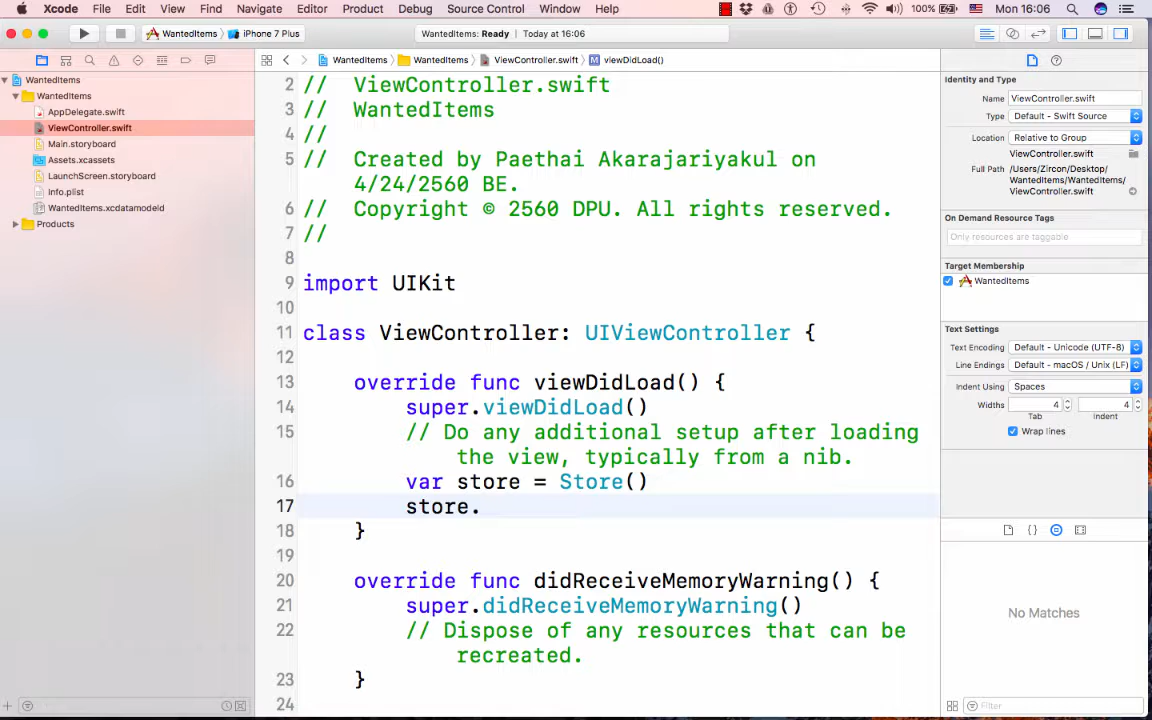 Xcode File Edit View Find Navigate Editor Product Debug Source Control Window Help 100% Mon 16:06
WantedItems iPhone 7 Plus WantedItems: Ready Today at 16:06
WantedItems WantedItems ViewController.swift M viewDidLoad()
WantedItems
WantedItems
AppDelegate.swift
ViewController.swift
Main.storyboard
Assets.xcassets
LaunchScreen.storyboard
Info.plist
WantedItems.xcdatamodeld
Products
2 // ViewController.swift
3 // WantedItems
4 //
5 // Created by Paethai Akarajariyakul on
4/24/2560 BE.
6 // Copyright © 2560 DPU. All rights reserved.
7 //
8
9 import UIKit
10
11 class ViewController: UIViewController {
12
13 override func viewDidLoad() {
14 super.viewDidLoad()
15 // Do any additional setup after loading
the view, typically from a nib.
16 var store = Store()
17 store.
18 }
19
20 override func didReceiveMemoryWarning() {
21 super.didReceiveMemoryWarning()
22 // Dispose of any resources that can be
recreated.
23 }
24
Identity and Type
Name ViewController.swift
Type Default - Swift Source
Location Relative to Group
ViewController.swift
Full Path /Users/Zircon/Desktop/
WantedItems/WantedItems/
ViewController.swift
On Demand Resource Tags
Only resources are taggable
Target Membership
WantedItems
Text Settings
Text Encoding Default - Unicode (UTF-8)
Line Endings Default - macOS / Unix (LF)
Indent Using Spaces
Widths 4 4
Tab Indent
Wrap lines
{ }
No Matches
Filter